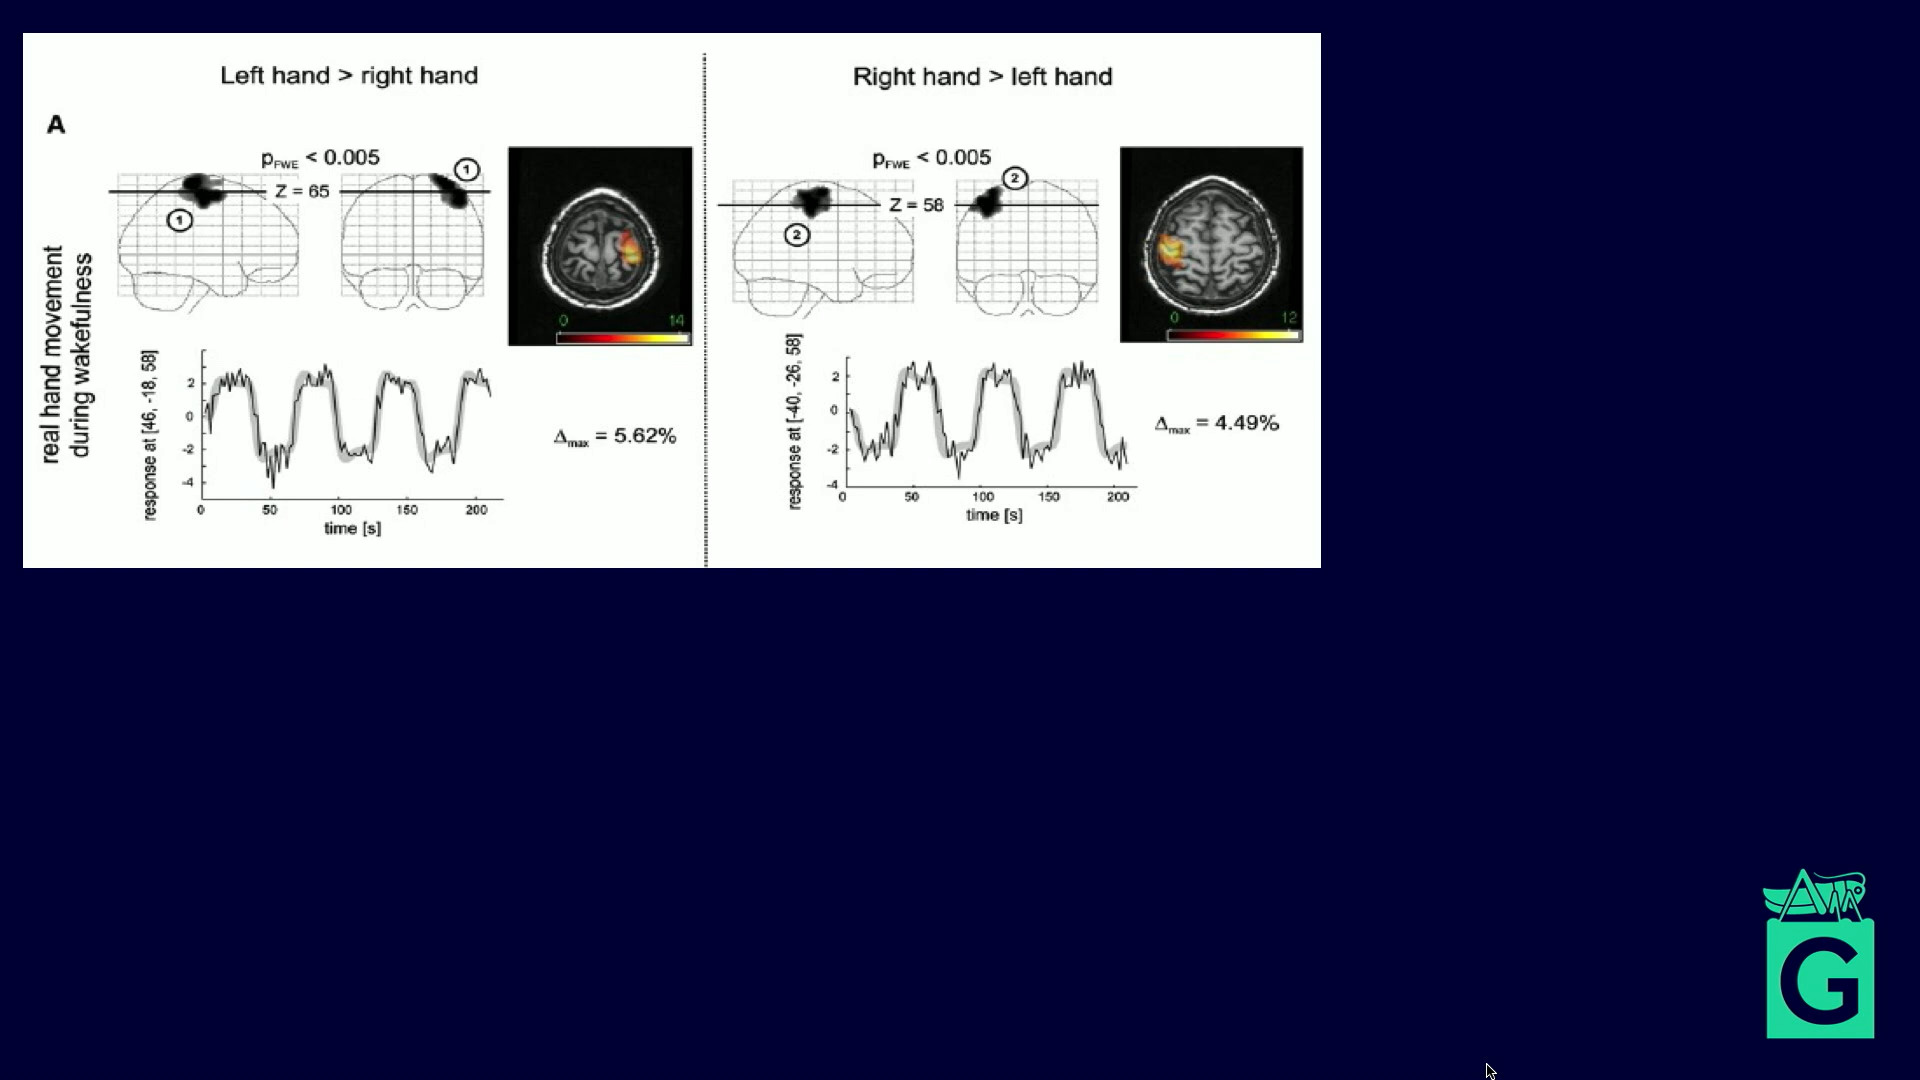 Left hand > right hand
Right hand > left hand
A
real hand movement
during wakefulness
pFWE < 0.005
1
Z = 65
1
0
14
response at [46, -18, 58]
2
0
-2
-4
0
50
100
150
200
time [s]
Δmax = 5.62%
pFWE < 0.005
2
Z = 58
2
0
12
response at [-40, -26, 58]
2
0
-2
-4
0
50
100
150
200
time [s]
Δmax = 4.49%
G